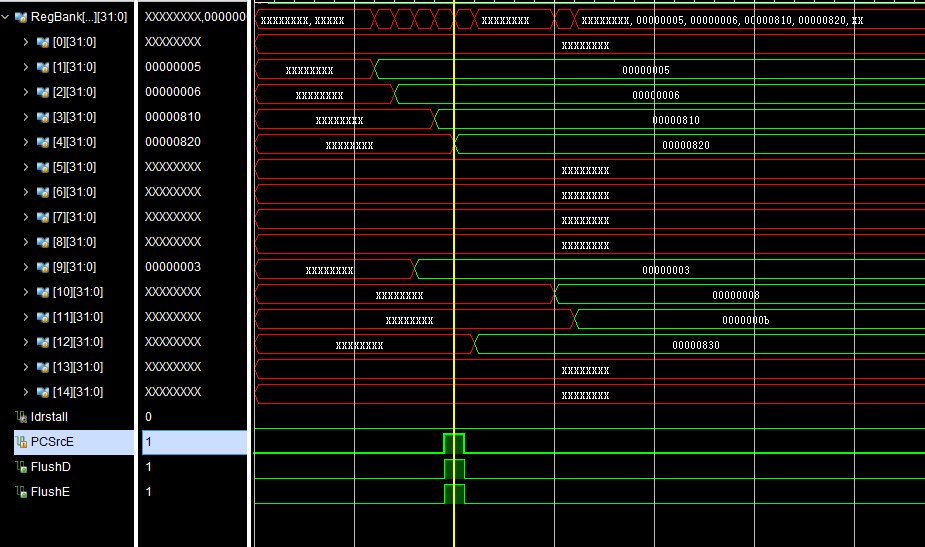 RegBank[...][31:0] XXXXXXXX,000000 XXXXXXXX, XXXXX XXXXXXXX XXXXXXXX, 00000005, 00000006, 00000810, 00000820, XX
[0][31:0] XXXXXXXX XXXXXXXX
[1][31:0] 00000005 XXXXXXXX 00000005
[2][31:0] 00000006 XXXXXXXX 00000006
[3][31:0] 00000810 XXXXXXXX 00000810
[4][31:0] 00000820 XXXXXXXX 00000820
[5][31:0] XXXXXXXX XXXXXXXX
[6][31:0] XXXXXXXX XXXXXXXX
[7][31:0] XXXXXXXX XXXXXXXX
[8][31:0] XXXXXXXX XXXXXXXX
[9][31:0] 00000003 XXXXXXXX 00000003
[10][31:0] XXXXXXXX XXXXXXXX 00000008
[11][31:0] XXXXXXXX XXXXXXXX 0000000b
[12][31:0] XXXXXXXX XXXXXXXX 00000830
[13][31:0] XXXXXXXX XXXXXXXX
[14][31:0] XXXXXXXX XXXXXXXX
ldrstall 0
PCSrcE 1
FlushD 1
FlushE 1